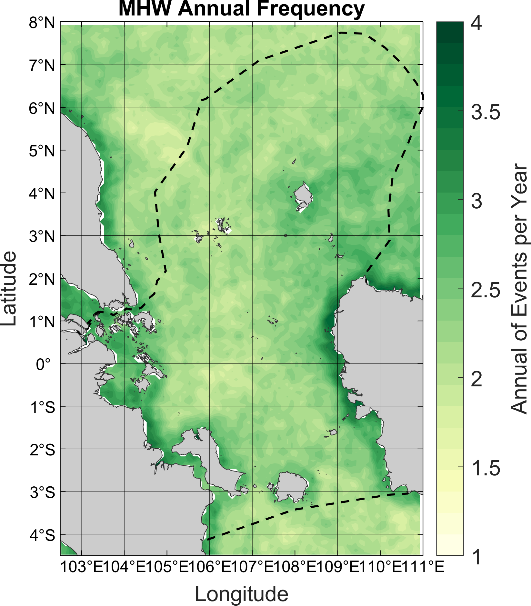 MHW Annual Frequency
8°N
7°N
6°N
5°N
4°N
3°N
2°N
1°N
0°
1°S
2°S
3°S
4°S
Latitude
103°E104°E105°E106°E107°E108°E109°E110°E111°E
Longitude
4
3.5
3
2.5
2
1.5
1
Annual of Events per Year